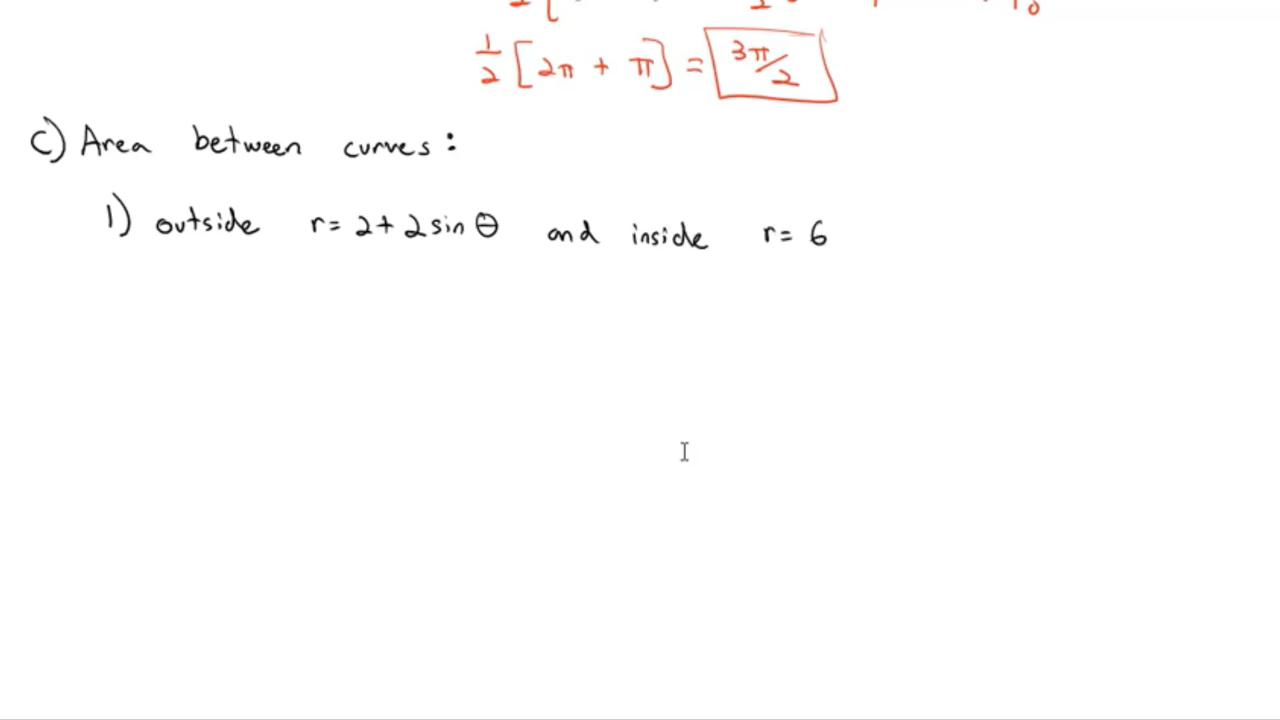 1/2 [2π + π] = 3π/2
C) Area between curves:
1) outside r= 2+ 2 sin θ and inside r= 6